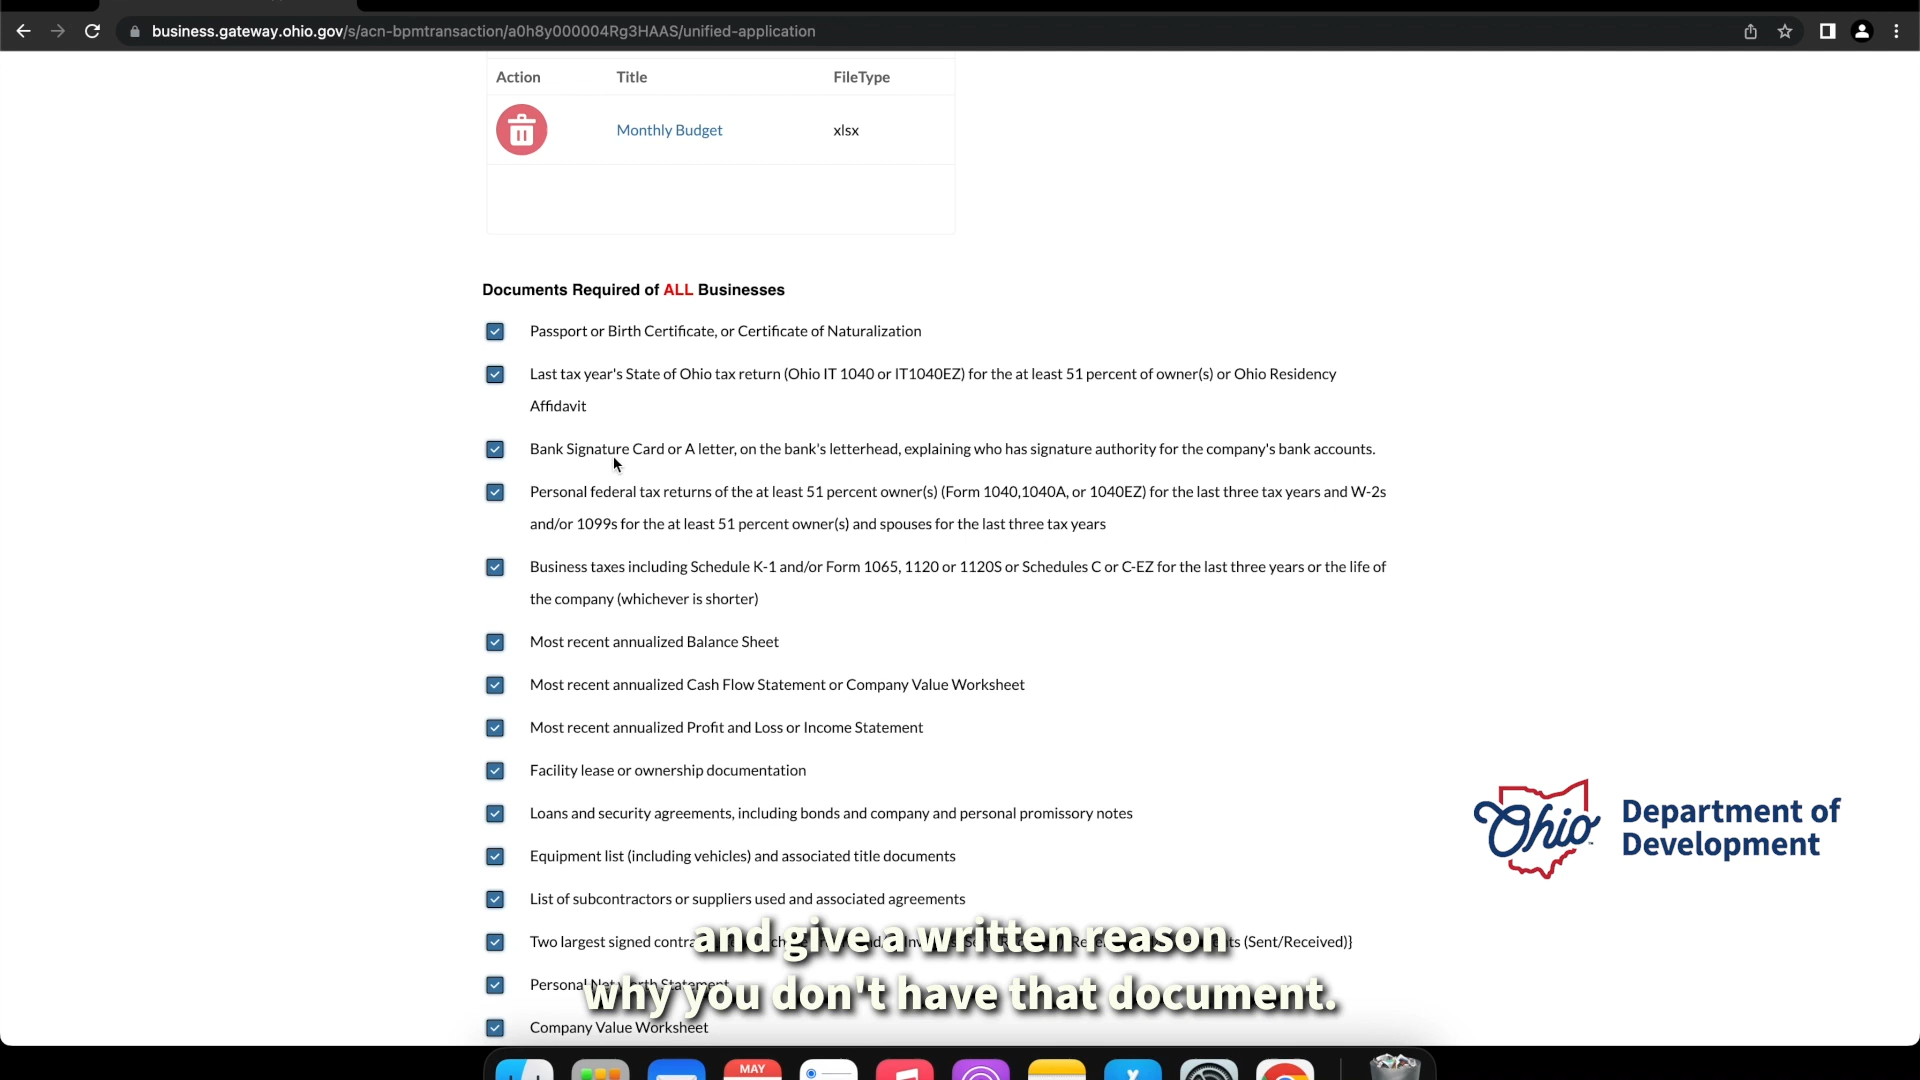 business.gateway.ohio.gov/s/acn-bpmtransaction/a0h8y000004Rg3HAAS/unified-application
Action Title FileType
Monthly Budget xlsx
Documents Required of ALL Businesses
Passport or Birth Certificate, or Certificate of Naturalization
Last tax year's State of Ohio tax return (Ohio IT 1040 or IT1040EZ) for the at least 51 percent of owner(s) or Ohio Residency
Affidavit
Bank Signature Card or A letter, on the bank's letterhead, explaining who has signature authority for the company's bank accounts.
Personal federal tax returns of the at least 51 percent owner(s) (Form 1040,1040A, or 1040EZ) for the last three tax years and W-2s
and/or 1099s for the at least 51 percent owner(s) and spouses for the last three tax years
Business taxes including Schedule K-1 and/or Form 1065, 1120 or 1120S or Schedules C or C-EZ for the last three years or the life of
the company (whichever is shorter)
Most recent annualized Balance Sheet
Most recent annualized Cash Flow Statement or Company Value Worksheet
Most recent annualized Profit and Loss or Income Statement
Facility lease or ownership documentation
Loans and security agreements, including bonds and company and personal promissory notes
Equipment list (including vehicles) and associated title documents
List of subcontractors or suppliers used and associated agreements
Two largest signed (Sent/Received)}
Personal Net Worth Statement
Company Value Worksheet
Ohio Department of
Development
and give a written reason
why you don't have that document.
MAY